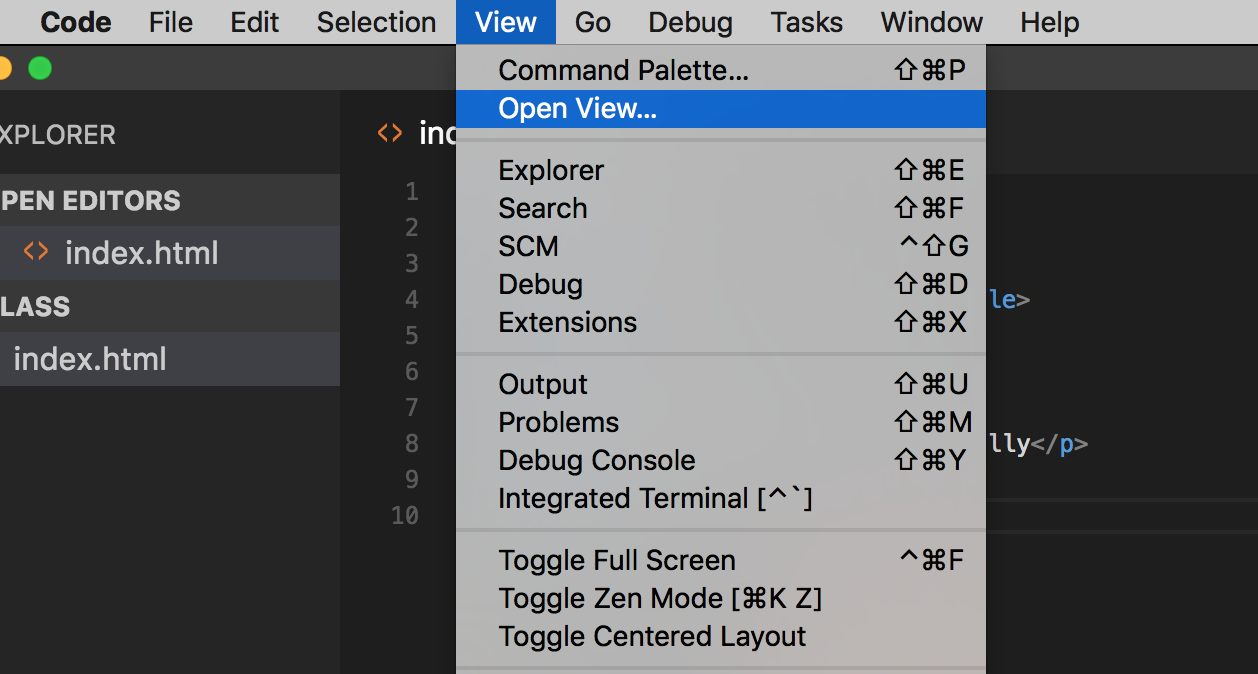 Code File Edit Selection View Go Debug Tasks Window Help
Command Palette... ⇧⌘P
Open View...
XPLORER
<> ind
Explorer ⇧⌘E
PEN EDITORS
1
Search ⇧⌘F
2
<> index.html
SCM ^⇧G
3
Debug ⇧⌘D
LASS
4
le>
Extensions ⇧⌘X
5
index.html
6
Output ⇧⌘U
7
Problems ⇧⌘M
8
lly</p>
Debug Console ⇧⌘Y
9
Integrated Terminal [^`]
10
Toggle Full Screen ^⌘F
Toggle Zen Mode [⌘K Z]
Toggle Centered Layout